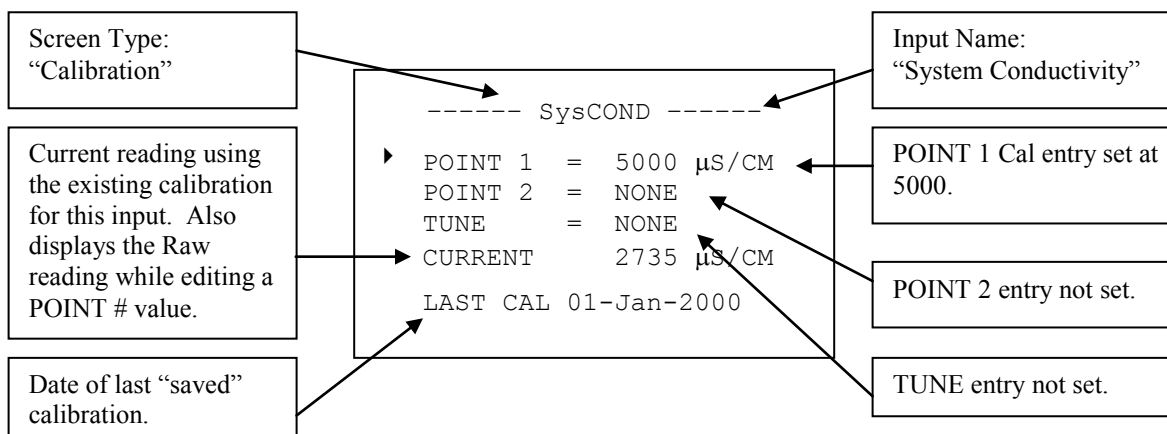 Screen Type:
“Calibration”
Current reading using
the existing calibration
for this input. Also
displays the Raw
reading while editing a
POINT # value.
Date of last “saved”
calibration.
------ SysCOND ------
POINT 1 = 5000 µS/CM
POINT 2 = NONE
TUNE = NONE
CURRENT 2735 µS/CM
LAST CAL 01-Jan-2000
Input Name:
“System Conductivity”
POINT 1 Cal entry set at
5000.
POINT 2 entry not set.
TUNE entry not set.